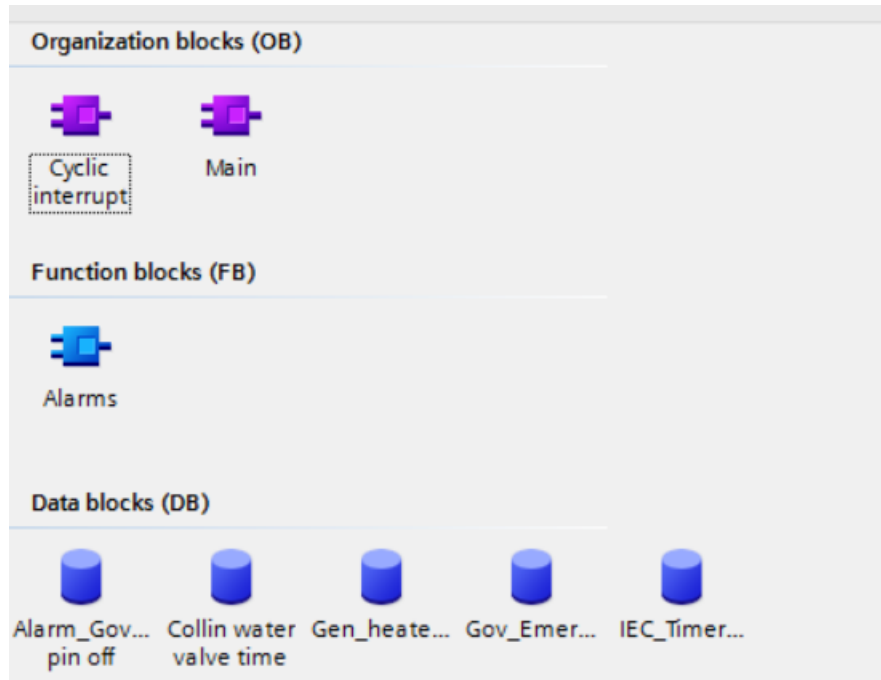 Organization blocks (OB)
Cyclic
interrupt
Main
Function blocks (FB)
Alarms
Data blocks (DB)
Alarm_Gov...
pin off
Collin water
valve time
Gen_heate...
Gov_Emer...
IEC_Timer...